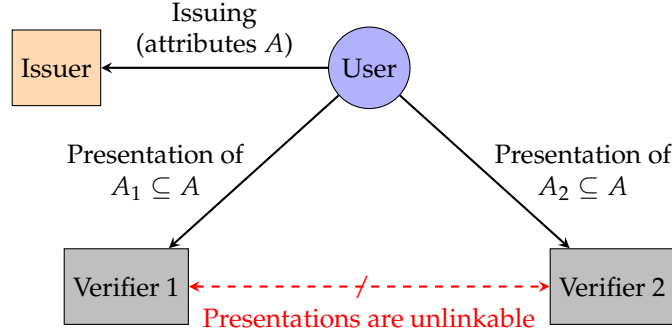 Issuing
(attributes A)
Issuer
User
Presentation of
A₁ ⊆ A
Presentation of
A₂ ⊆ A
Verifier 1
Verifier 2
Presentations are unlinkable